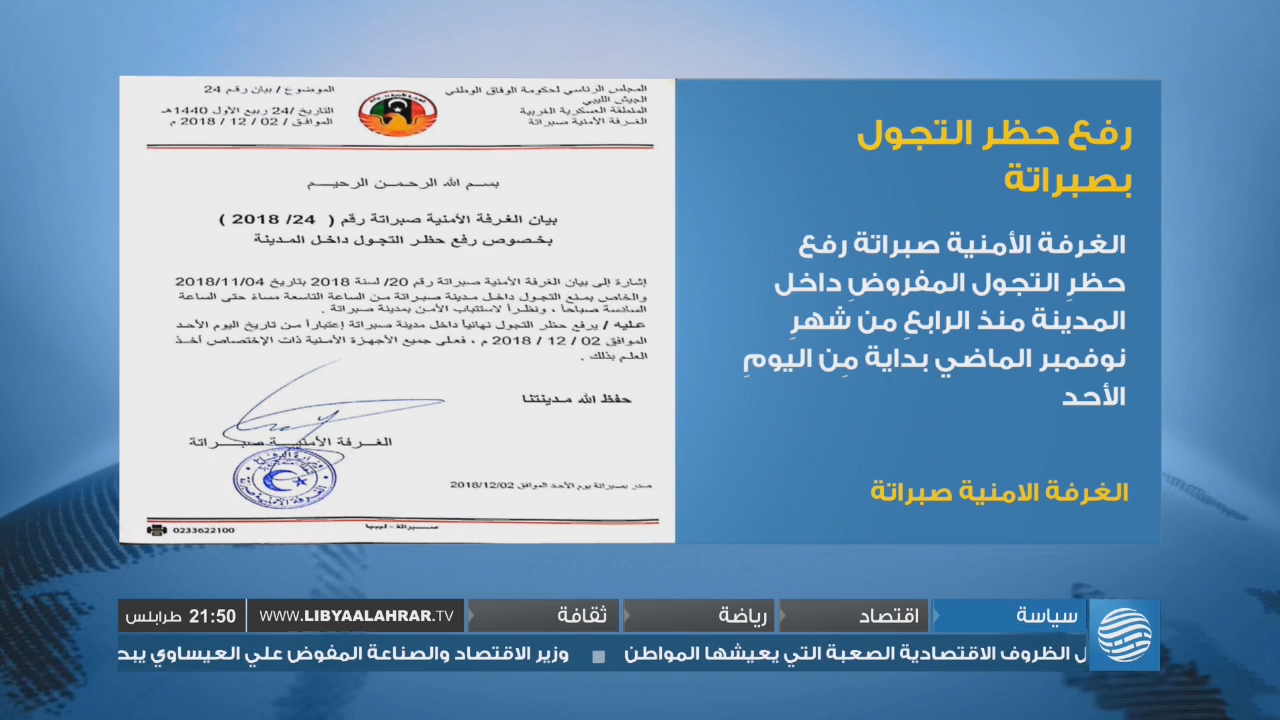 المجلس الرئاسي لحكومة الوفاق الوطني
الجيش الليبي
المنطقة العسكرية الغربية
الغرفة الأمنية صبراتة
الموضوع / بيان رقم 24
التاريخ /24 ربيع الأول 1440هـ
الموافق / 02 / 12 / 2018 م
بسم الله الرحمن الرحيم
بيان الغرفة الأمنية صبراتة رقم ( 24/ 2018 )
بخصوص رفع حظر التجول داخل المدينة
إشارة إلى بيان الغرفة الأمنية صبراتة رقم 20/ لسنة 2018 بتاريخ 2018/11/04
والخاص بمنع التجول داخل مدينة صبراتة من الساعة التاسعة مساءً حتى الساعة
السادسة صباحاً ، ونظراً لاستتباب الأمن بمدينة صبراتة .
عليه / يرفع حظر التجول نهائياً داخل مدينة صبراتة إعتباراً من تاريخ اليوم الأحد
الموافق 02 / 12 / 2018 م ، فعلى جميع الأجهزة الأمنية ذات الإختصاص أخذ
العلم بذلك .
حفظ الله مدينتنا
الغرفة الأمنية صبراتة
صدر بصبراتة يوم الأحد الموافق 2018/12/02
صبراتة - ليبيا
0233622100
رفع حظر التجول
بصبراتة
الغرفة الأمنية صبراتة رفع
حظرِ التجول المفروضِ داخل
المدينة منذ الرابعِ من شهرِ
نوفمبر الماضي بداية مِن اليومِ
الأحد
الغرفة الامنية صبراتة
سياسة
اقتصاد
رياضة
ثقافة
WWW.LIBYAALAHRAR.TV
21:50 طرابلس
ل الظروف الاقتصادية الصعبة التي يعيشها المواطن ■ وزير الاقتصاد والصناعة المفوض علي العيساوي يبح